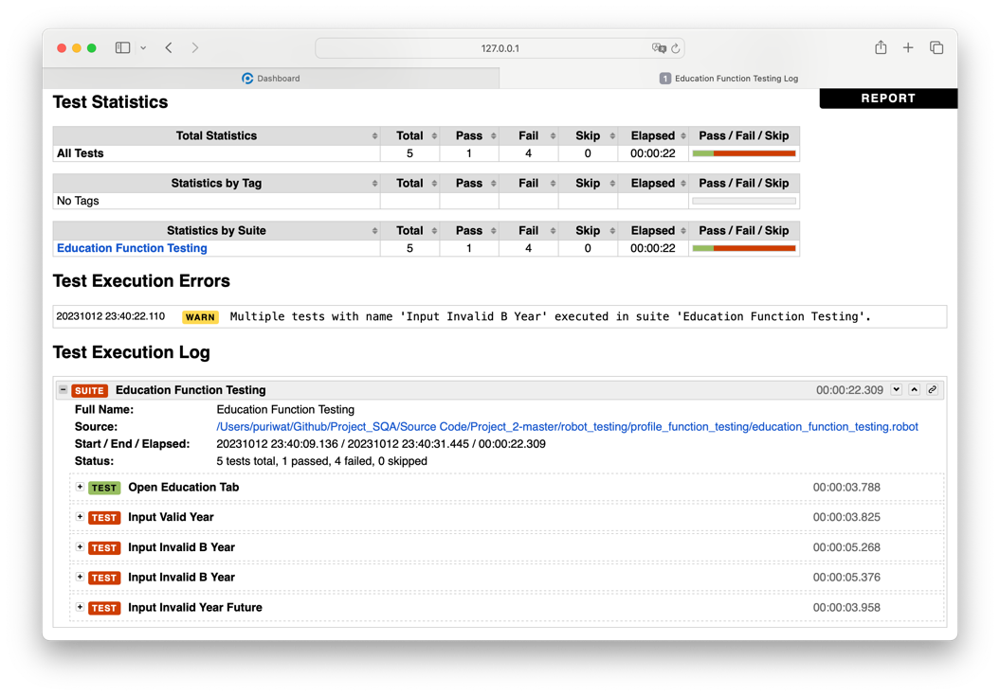 127.0.0.1
Dashboard
1 Education Function Testing Log
REPORT
Test Statistics
Total Statistics Total Pass Fail Skip Elapsed Pass / Fail / Skip
All Tests 5 1 4 0 00:00:22
Statistics by Tag Total Pass Fail Skip Elapsed Pass / Fail / Skip
No Tags
Statistics by Suite Total Pass Fail Skip Elapsed Pass / Fail / Skip
Education Function Testing 5 1 4 0 00:00:22
Test Execution Errors
20231012 23:40:22.110 WARN Multiple tests with name 'Input Invalid B Year' executed in suite 'Education Function Testing'.
Test Execution Log
SUITE Education Function Testing 00:00:22.309
Full Name: Education Function Testing
Source: /Users/puriwat/Github/Project_SQA/Source Code/Project_2-master/robot_testing/profile_function_testing/education_function_testing.robot
Start / End / Elapsed: 20231012 23:40:09.136 / 20231012 23:40:31.445 / 00:00:22.309
Status: 5 tests total, 1 passed, 4 failed, 0 skipped
TEST Open Education Tab 00:00:03.788
TEST Input Valid Year 00:00:03.825
TEST Input Invalid B Year 00:00:05.268
TEST Input Invalid B Year 00:00:05.376
TEST Input Invalid Year Future 00:00:03.958